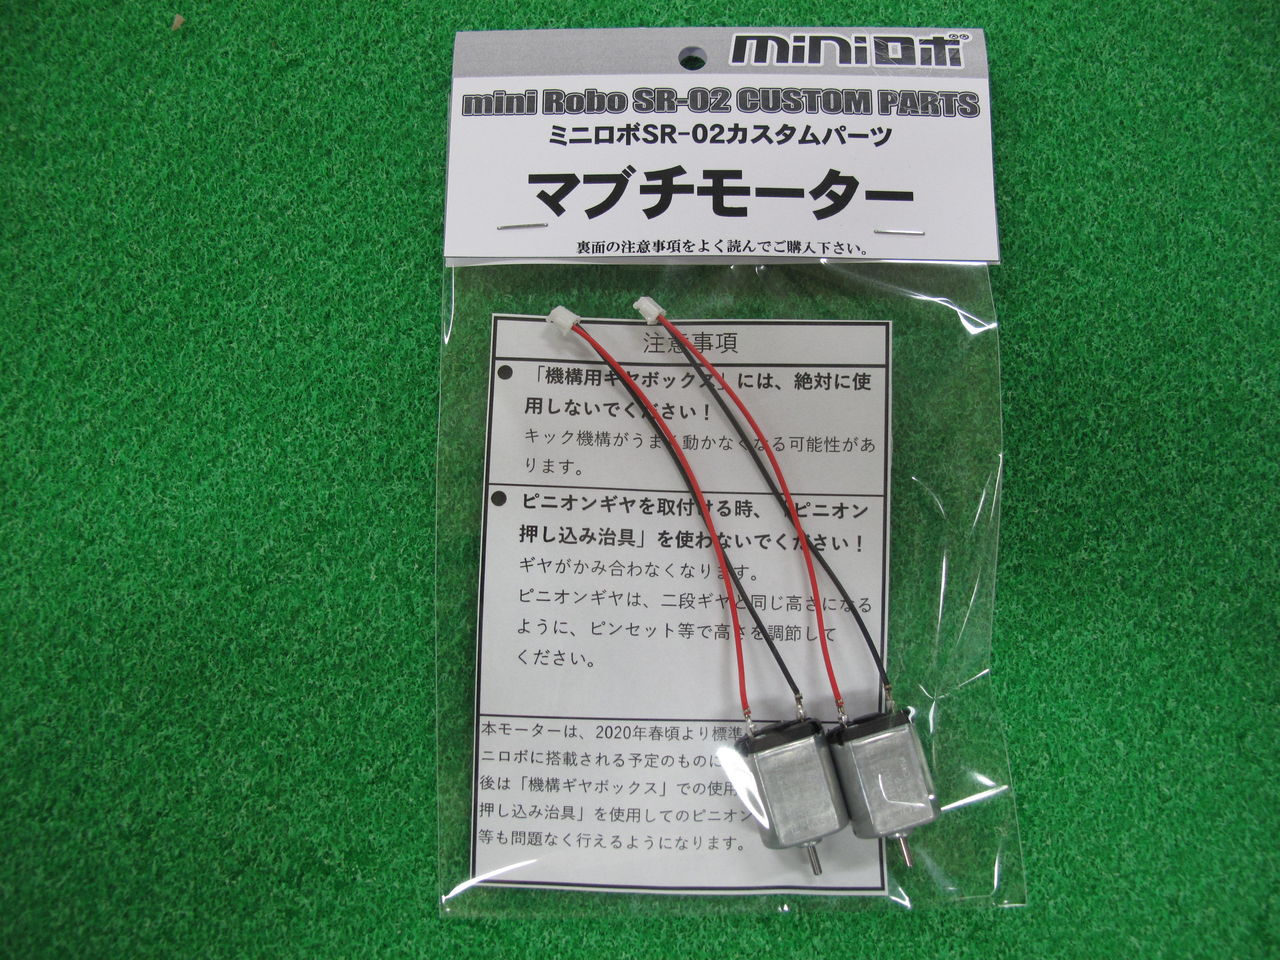 miniロボ®
mini Robo SR-02 CUSTOM PARTS
ミニロボSR-02カスタムパーツ
マブチモーター
裏面の注意事項をよく読んでご購入下さい。
注意事項
● 「機構用ギヤボックス」には、絶対に使
用しないでください！
キック機構がうまく動かなくなる可能性があ
ります。
● ピニオンギヤを取付ける時、「ピニオン
押し込み治具」を使わないでください！
ギヤがかみ合わなくなります。
ピニオンギヤは、二段ギヤと同じ高さになる
ように、ピンセット等で高さを調節して
ください。
本モーターは、2020年春頃より標準
ニロボに搭載される予定のものに
後は「機構ギヤボックス」での使用
押し込み治具」を使用してのピニオン
等も問題なく行えるようになります。